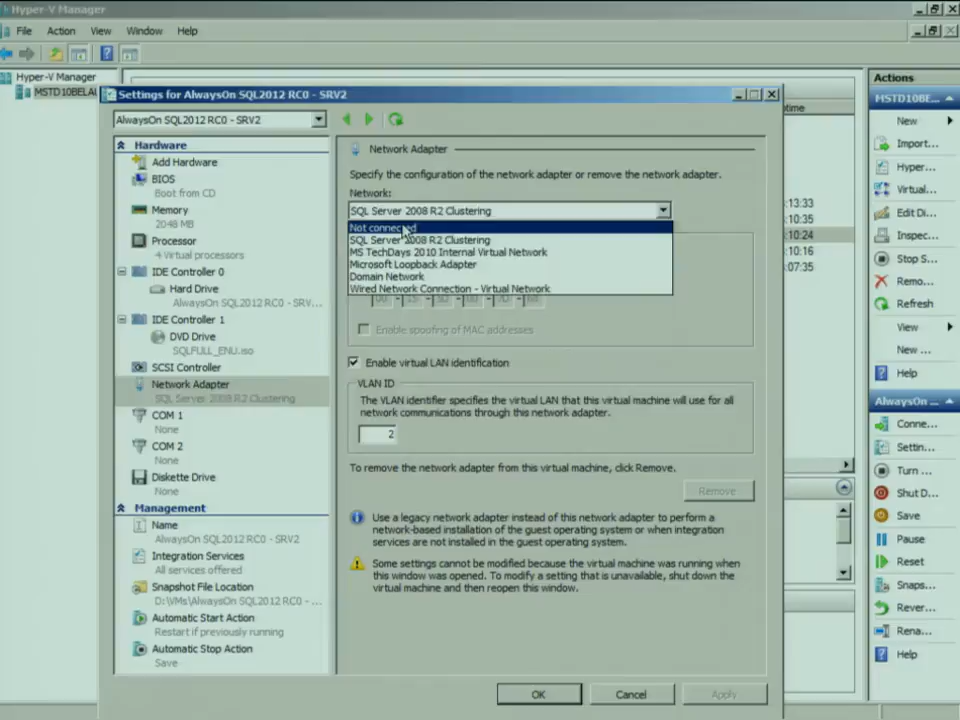 Hyper-V Manager
File Action View Window Help
Hyper-V Manager
MSTD10BELAU
Settings for AlwaysOn SQL2012 RC0 - SRV2
AlwaysOn SQL2012 RC0 - SRV2
Hardware
Add Hardware
BIOS
Boot from CD
Memory
2048 MB
Processor
4 Virtual processors
IDE Controller 0
Hard Drive
AlwaysOn SQL2012 RC0 - SRV...
IDE Controller 1
DVD Drive
SQLFULL_ENU.iso
SCSI Controller
Network Adapter
SQL Server 2008 R2 Clustering
COM 1
None
COM 2
None
Diskette Drive
None
Management
Name
AlwaysOn SQL2012 RC0 - SRV2
Integration Services
All services offered
Snapshot File Location
D:\VMs\AlwaysOn SQL2012 RC0 - ...
Automatic Start Action
Restart if previously running
Automatic Stop Action
Save
Network Adapter
Specify the configuration of the network adapter or remove the network adapter.
Network:
SQL Server 2008 R2 Clustering
Not connected
SQL Server 2008 R2 Clustering
MS TechDays 2010 Internal Virtual Network
Microsoft Loopback Adapter
Domain Network
Wired Network Connection - Virtual Network
Enable spoofing of MAC addresses
Enable virtual LAN identification
VLAN ID
The VLAN identifier specifies the virtual LAN that this virtual machine will use for all
network communications through this network adapter.
2
To remove the network adapter from this virtual machine, click Remove.
Remove
Use a legacy network adapter instead of this network adapter to perform a
network-based installation of the guest operating system or when integration
services are not installed in the guest operating system.
Some settings cannot be modified because the virtual machine was running when
this window was opened. To modify a setting that is unavailable, shut down the
virtual machine and then reopen this window.
OK Cancel Apply
time
:13:33
:10:35
:10:24
:10:16
:07:35
Actions
MSTD10BE...
New
Import...
Hyper...
Virtual...
Edit Di...
Inspec...
Stop S...
Remo...
Refresh
View
New ...
Help
AlwaysOn ...
Conne...
Settin...
Turn ...
Shut D...
Save
Pause
Reset
Snaps...
Rever...
Rena...
Help